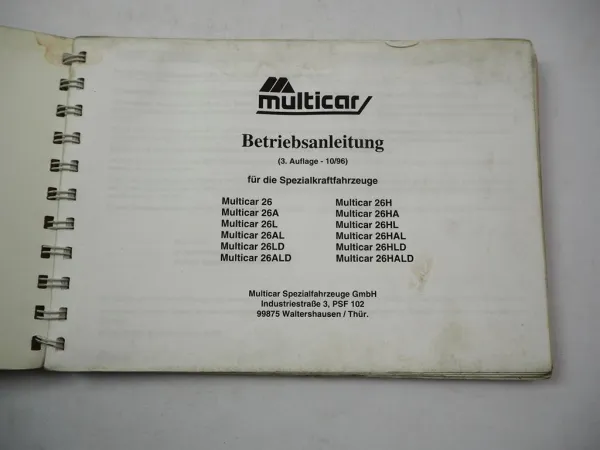 multicar
Betriebsanleitung
(3. Auflage - 10/96)
für die Spezialkraftfahrzeuge
Multicar 26 Multicar 26H
Multicar 26A Multicar 26HA
Multicar 26L Multicar 26HL
Multicar 26AL Multicar 26HAL
Multicar 26LD Multicar 26HLD
Multicar 26ALD Multicar 26HALD
Multicar Spezialfahrzeuge GmbH
Industriestraße 3, PSF 102
99875 Waltershausen / Thür.